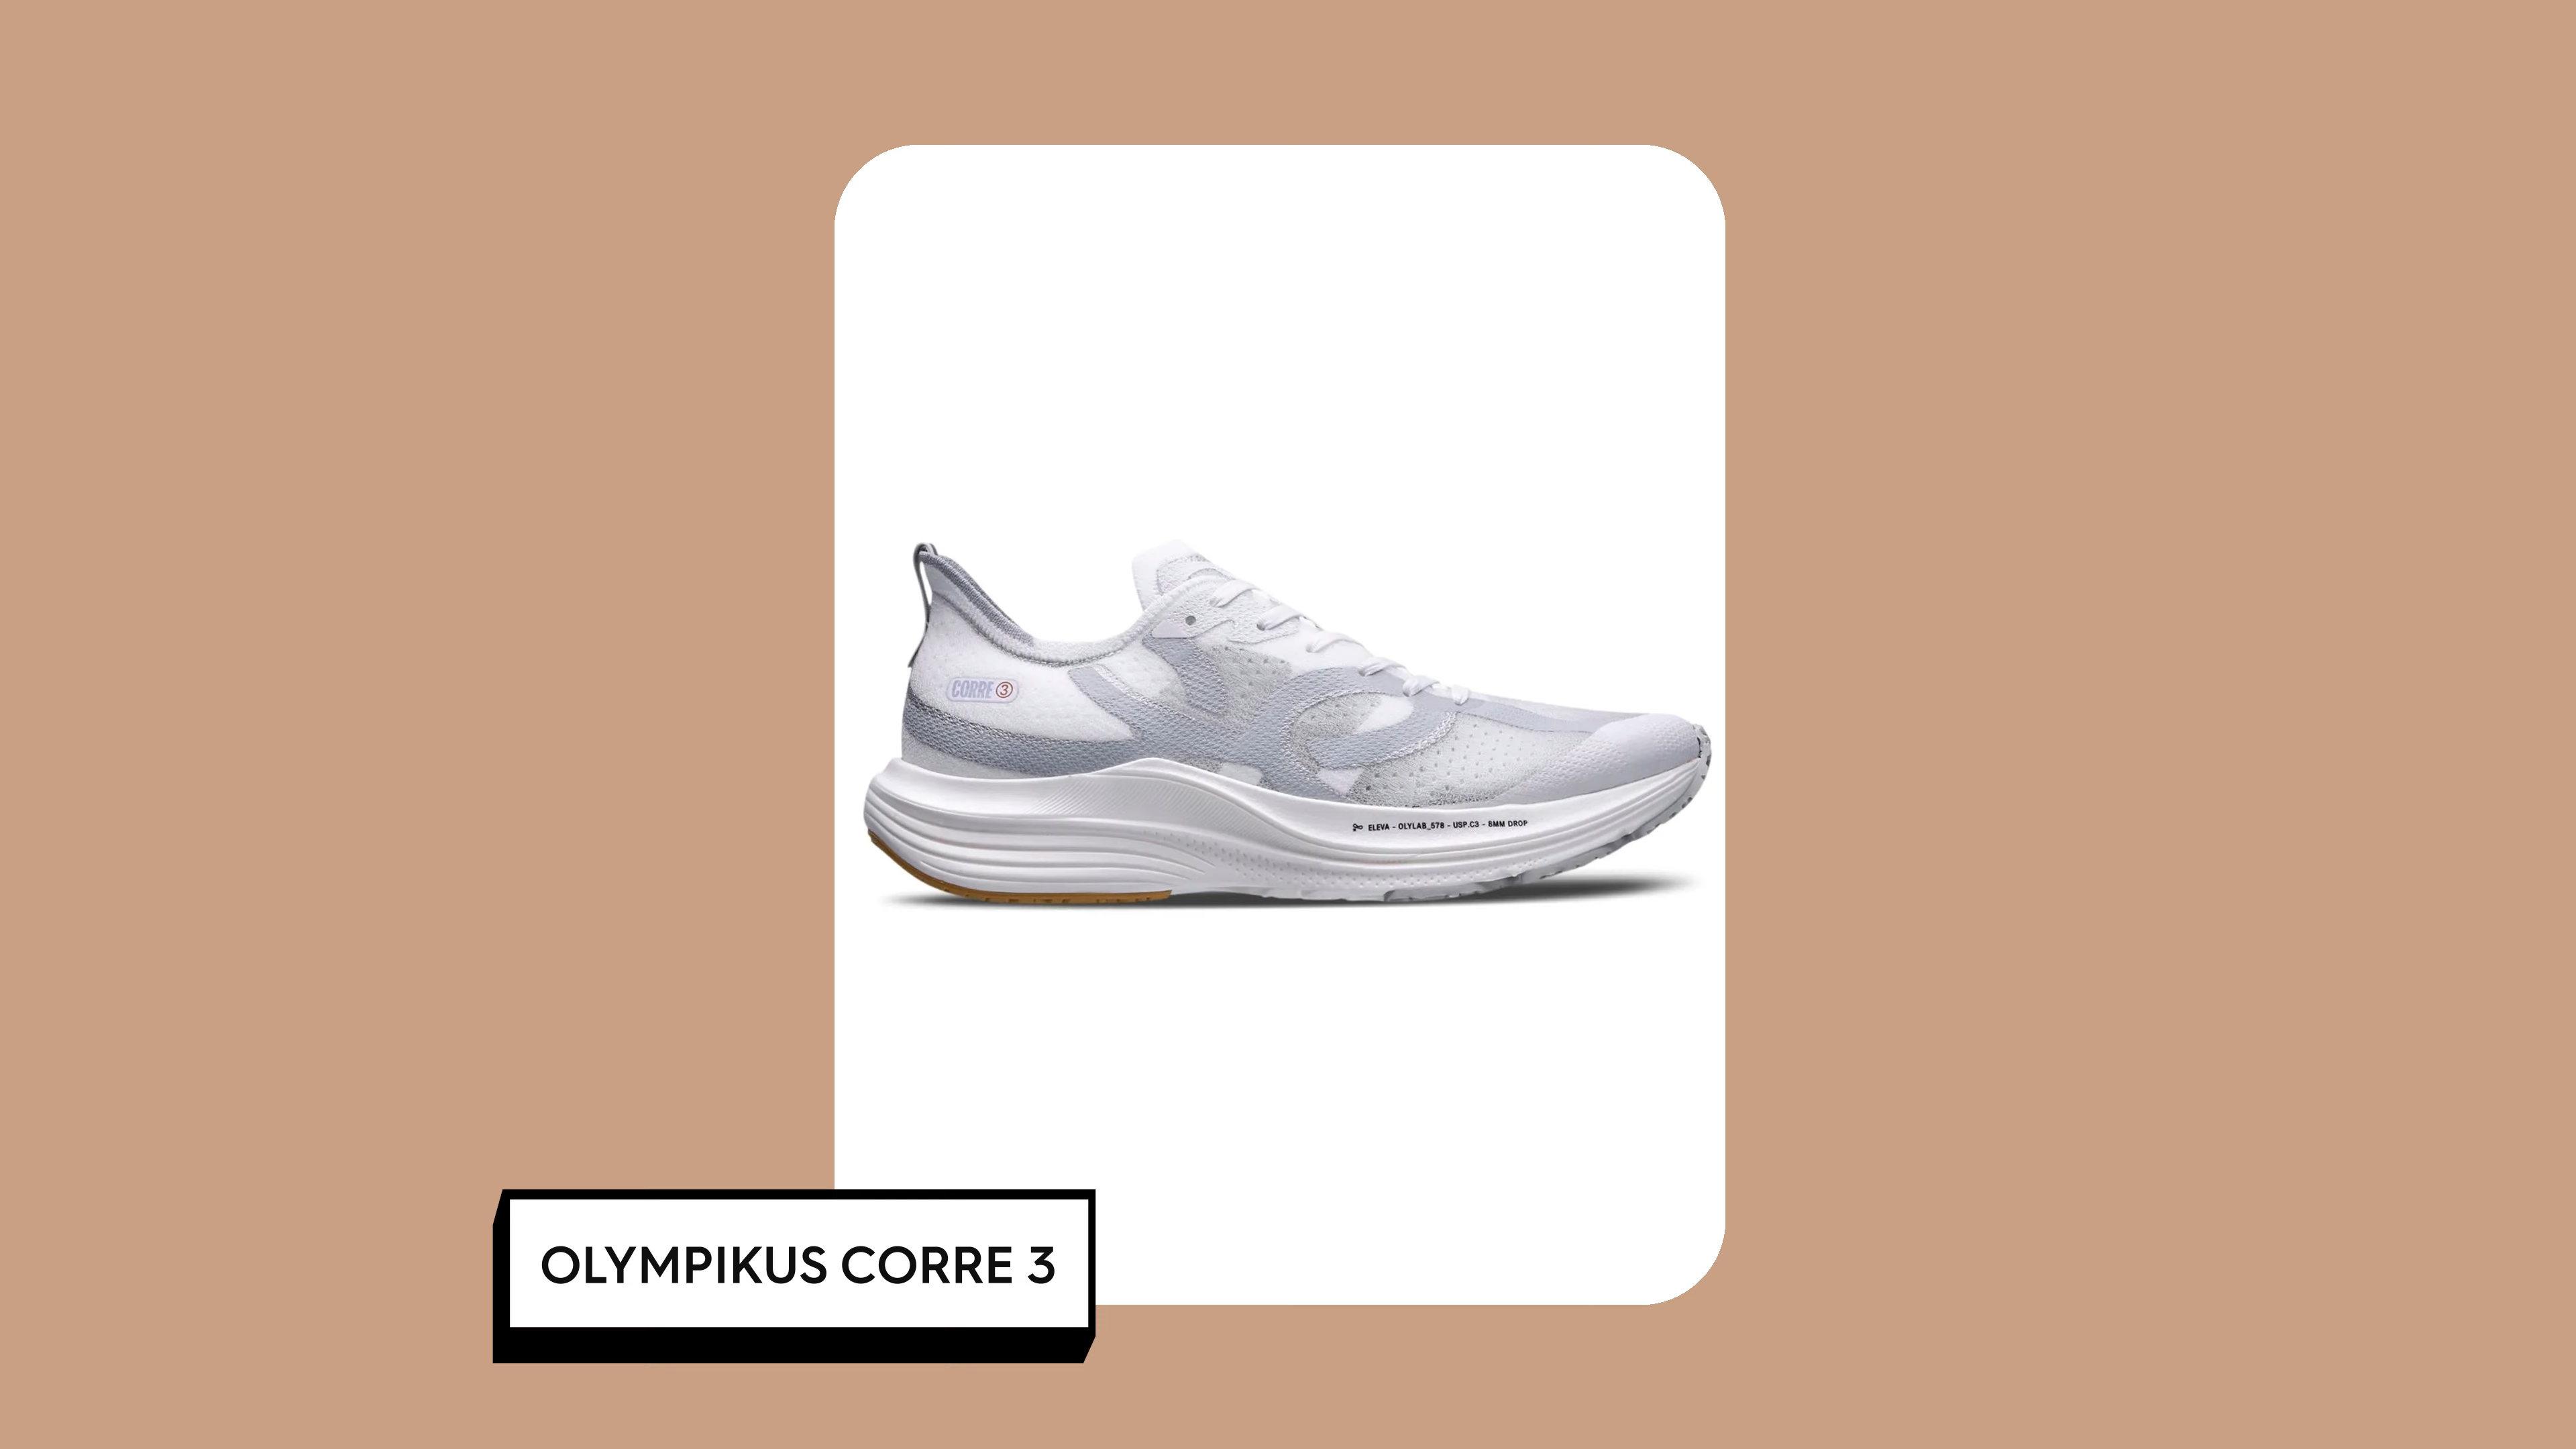 CORRE 3
ELEVA - OLYLAB_578 - USP.C3 - 8MM DROP
OLYMPIKUS CORRE 3